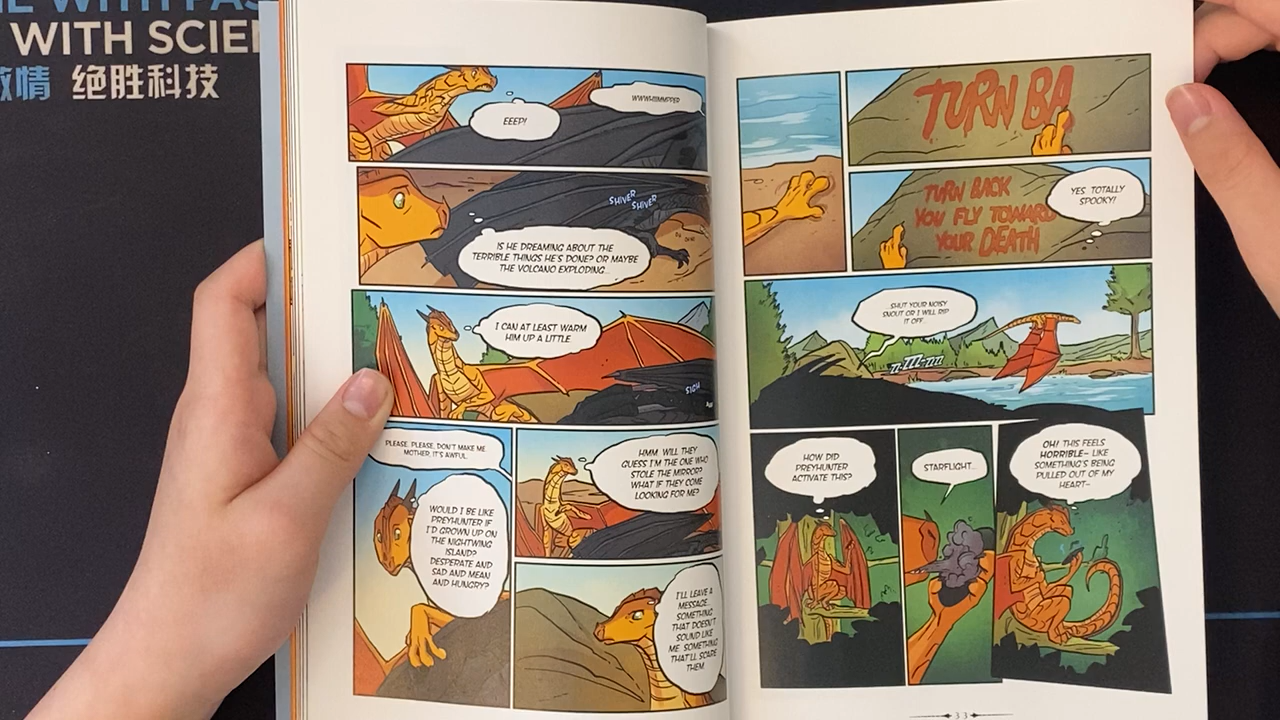 WITH SCIEN
激情 绝胜科技
EEEP!
WWWHIIMMPPER
SHIVER
SHIVER
IS HE DREAMING ABOUT THE
TERRIBLE THINGS HE'S DONE? OR MAYBE
THE VOLCANO EXPLODING...
I CAN AT LEAST WARM
HIM UP A LITTLE
SIGH
PLEASE. PLEASE, DON'T MAKE ME.
MOTHER, IT'S AWFUL.
WOULD I BE LIKE
PREYHUNTER IF
I'D GROWN UP ON
THE NIGHTWING
ISLAND?
DESPERATE AND
SAD AND MEAN
AND HUNGRY?
HMM. WILL THEY
GUESS I'M THE ONE WHO
STOLE THE MIRROR?
WHAT IF THEY COME
LOOKING FOR ME?
I'LL LEAVE A
MESSAGE.
SOMETHING
THAT DOESN'T
SOUND LIKE
ME. SOMETHING
THAT'LL SCARE
THEM
TURN BA
TURN BACK
YOU FLY TOWARD
YOUR DEATH
YES. TOTALLY
SPOOKY!
SHUT YOUR NOISY
SNOUT OR I WILL RIP
IT OFF...
ZZ-ZZZ-ZZZ
HOW DID
PREYHUNTER
ACTIVATE THIS?
STARFLIGHT...
OH! THIS FEELS
HORRIBLE- LIKE
SOMETHING'S BEING
PULLED OUT OF MY
HEART-
33